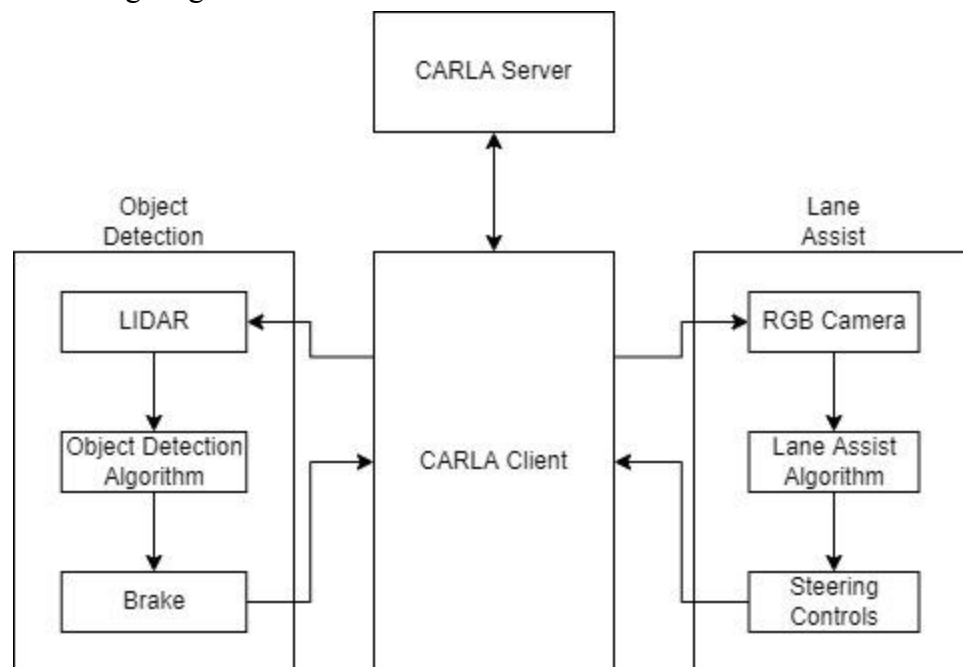 CARLA Server
Object
Detection
Lane
Assist
LIDAR
RGB Camera
Object Detection
Algorithm
CARLA Client
Lane Assist
Algorithm
Brake
Steering
Controls